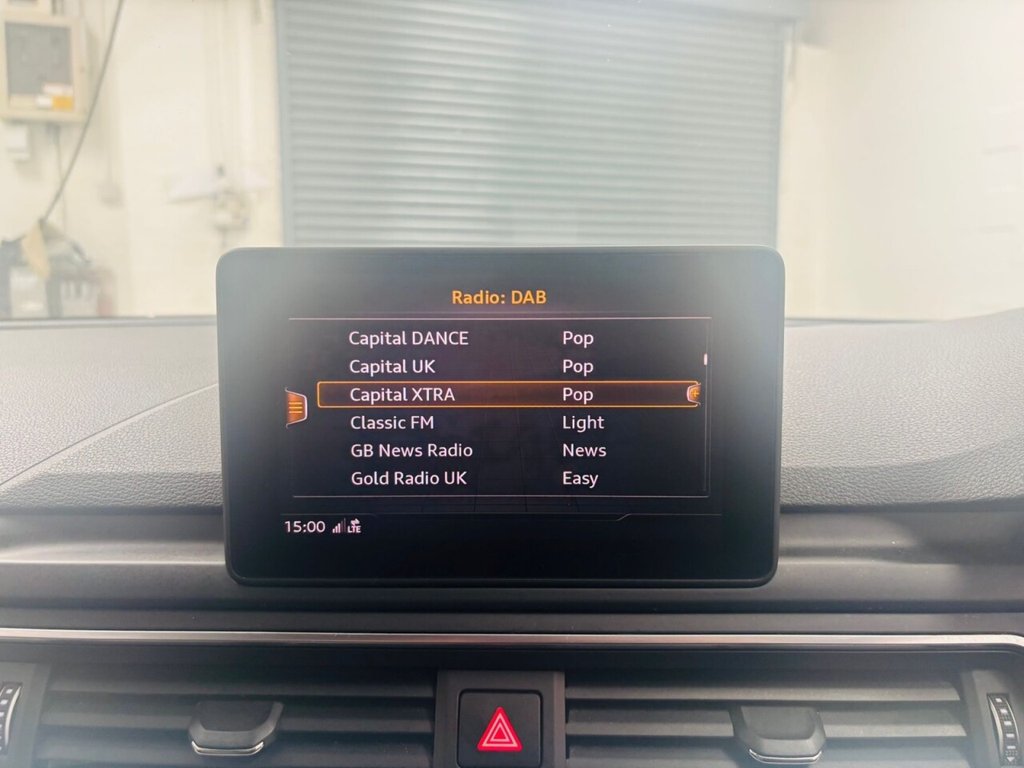 Radio: DAB
Capital DANCE Pop
Capital UK Pop
Capital XTRA Pop
Classic FM Light
GB News Radio News
Gold Radio UK Easy
15:00 LTE